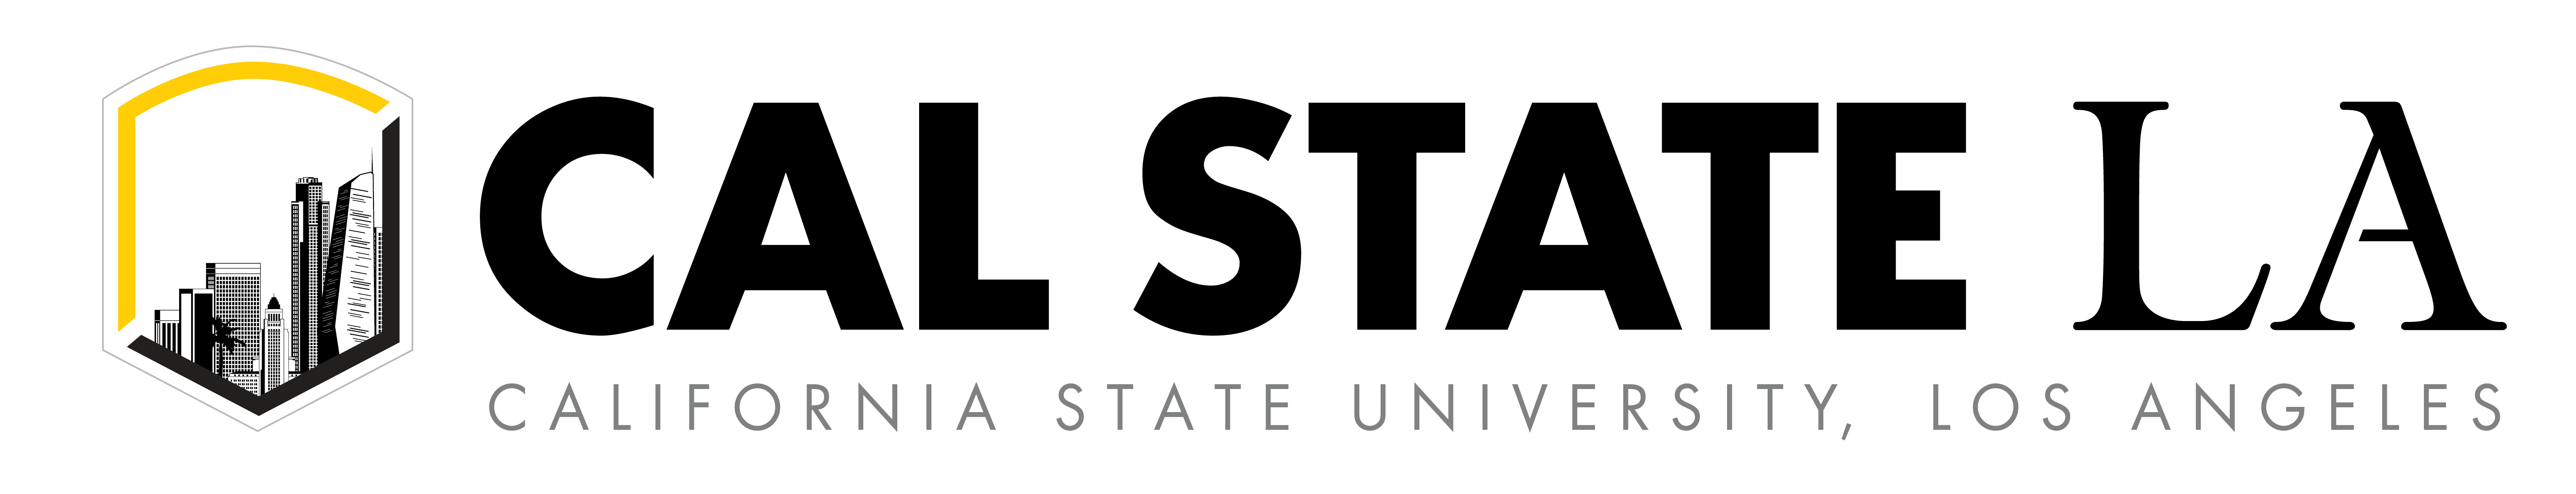 CAL STATE LA
CALIFORNIA STATE UNIVERSITY, LOS ANGELES